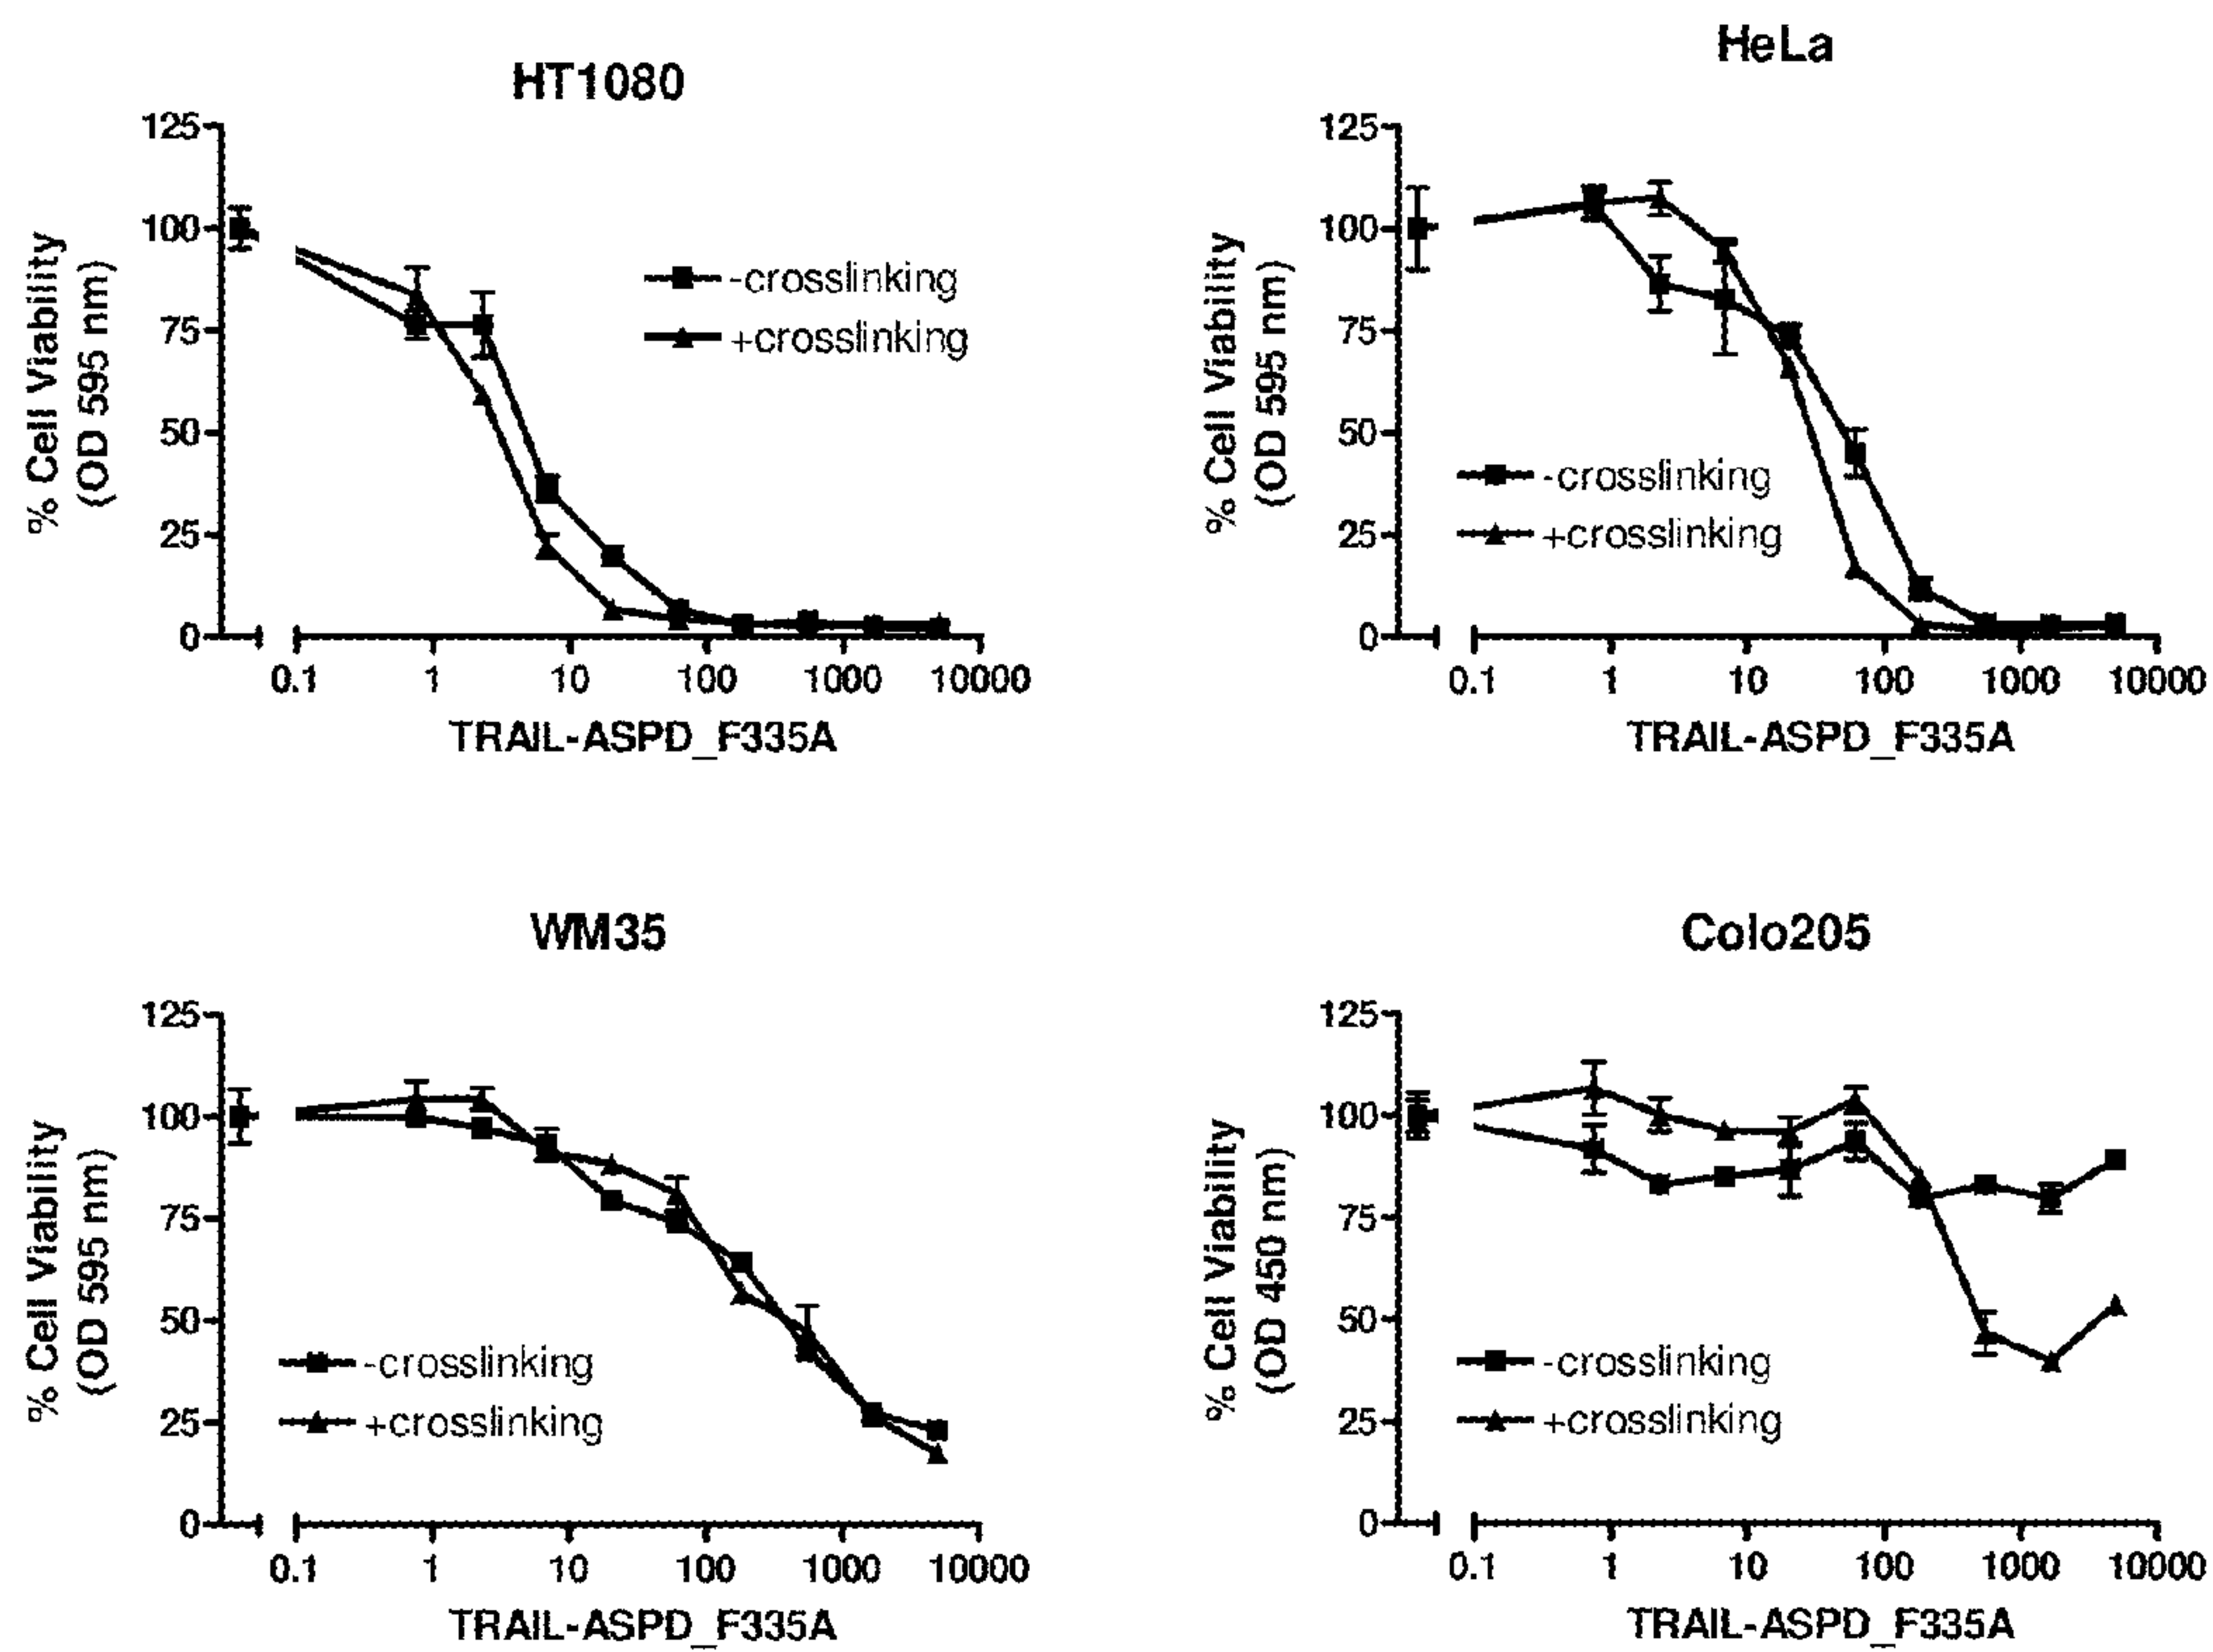 HT1080
125
100
75
50
25
0
% Cell Viability
(OD 595 nm)
-crosslinking
+crosslinking
0.1 1 10 100 1000 10000
TRAIL-ASPD_F335A
HeLa
125
100
75
50
25
0
% Cell Viability
(OD 595 nm)
-crosslinking
+crosslinking
0.1 1 10 100 1000 10000
TRAIL-ASPD_F335A
WM35
125
100
75
50
25
0
% Cell Viability
(OD 595 nm)
-crosslinking
+crosslinking
0.1 1 10 100 1000 10000
TRAIL-ASPD_F335A
Colo205
125
100
75
50
25
0
% Cell Viability
(OD 450 nm)
-crosslinking
+crosslinking
0.1 1 10 100 1000 10000
TRAIL-ASPD_F335A